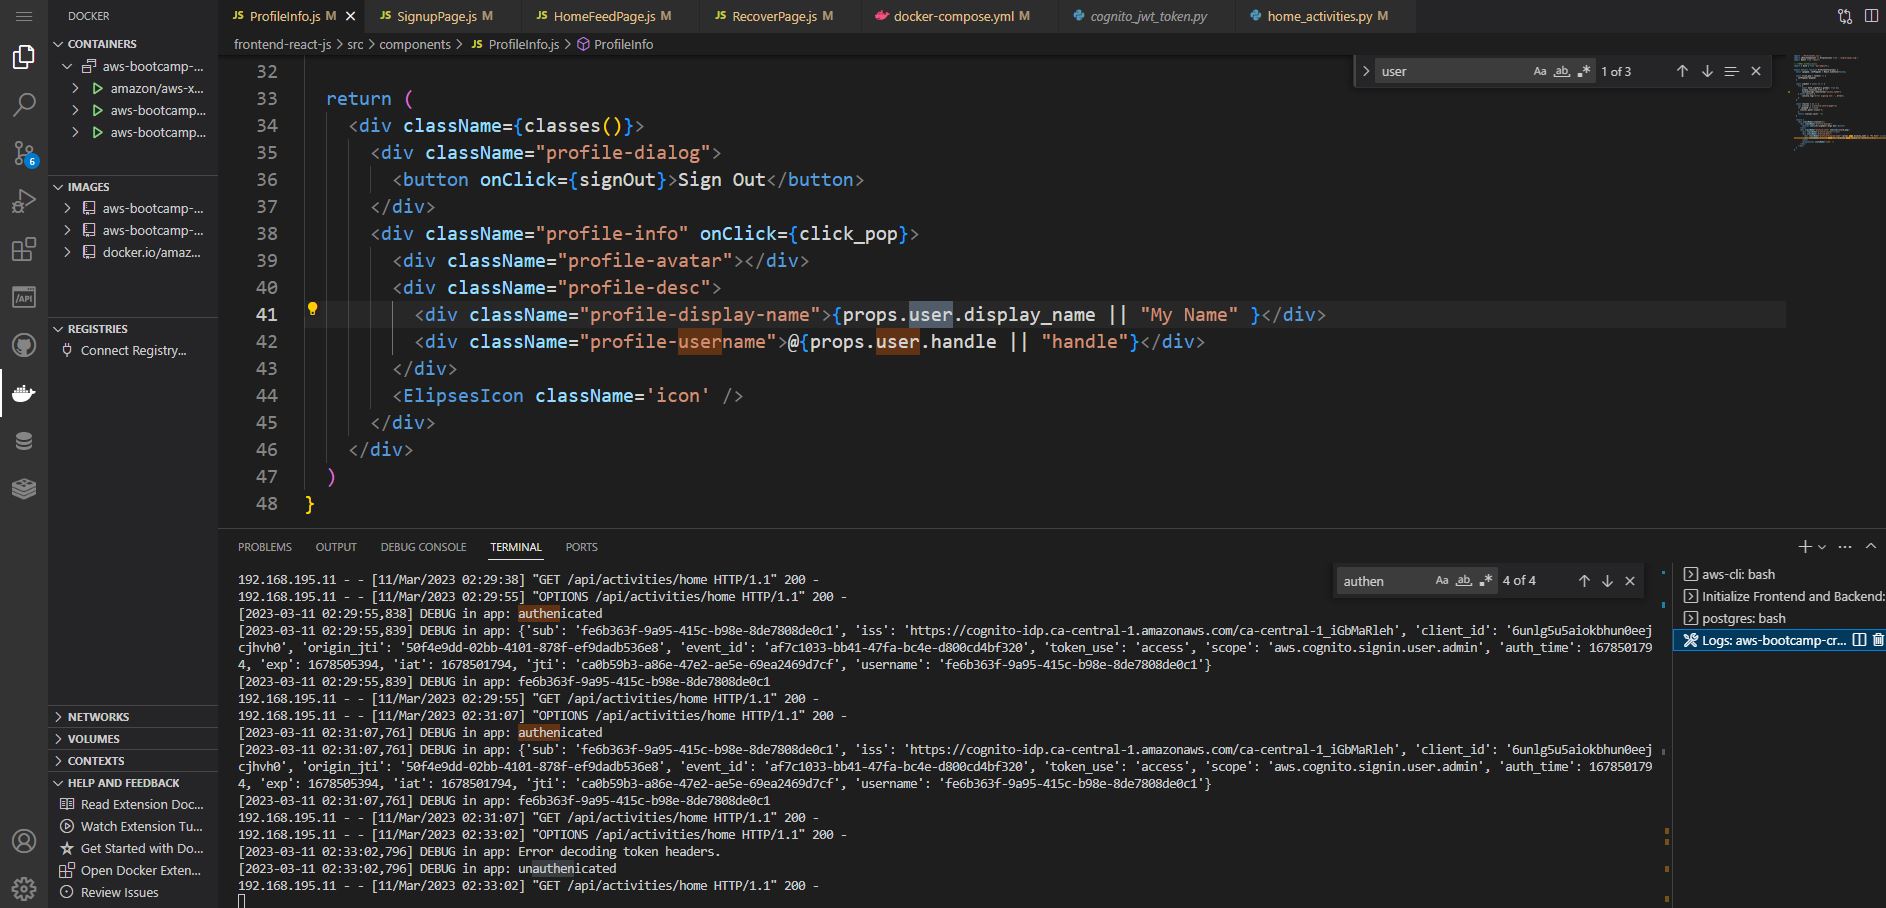 DOCKER
CONTAINERS
aws-bootcamp-...
amazon/aws-x...
aws-bootcamp...
aws-bootcamp...
IMAGES
aws-bootcamp-...
aws-bootcamp-...
docker.io/amaz...
REGISTRIES
Connect Registry...
NETWORKS
VOLUMES
CONTEXTS
HELP AND FEEDBACK
Read Extension Doc...
Watch Extension Tu...
Get Started with Do...
Open Docker Exten...
Review Issues
6
/API
JS ProfileInfo.js M
JS SignupPage.js M
JS HomeFeedPage.js M
JS RecoverPage.js M
docker-compose.yml M
cognito_jwt_token.py
home_activities.py M
frontend-react-js > src > components > JS ProfileInfo.js > ProfileInfo
user Aa ab .* 1 of 3
32
33 return (
34 <div className={classes()}>
35 <div className="profile-dialog">
36 <button onClick={signOut}>Sign Out</button>
37 </div>
38 <div className="profile-info" onClick={click_pop}>
39 <div className="profile-avatar"></div>
40 <div className="profile-desc">
41 <div className="profile-display-name">{props.user.display_name || "My Name" }</div>
42 <div className="profile-username">@{props.user.handle || "handle"}</div>
43 </div>
44 <ElipsesIcon className='icon' />
45 </div>
46 </div>
47 )
48 }
PROBLEMS OUTPUT DEBUG CONSOLE TERMINAL PORTS
authen Aa ab .* 4 of 4
192.168.195.11 - - [11/Mar/2023 02:29:38] "GET /api/activities/home HTTP/1.1" 200 -
192.168.195.11 - - [11/Mar/2023 02:29:55] "OPTIONS /api/activities/home HTTP/1.1" 200 -
[2023-03-11 02:29:55,838] DEBUG in app: authenicated
[2023-03-11 02:29:55,839] DEBUG in app: {'sub': 'fe6b363f-9a95-415c-b98e-8de7808de0c1', 'iss': 'https://cognito-idp.ca-central-1.amazonaws.com/ca-central-1_iGbMaRleh', 'client_id': '6unlg5u5aiokbhun0eej
cjhvh0', 'origin_jti': '50f4e9dd-02bb-4101-878f-ef9dadb536e8', 'event_id': 'af7c1033-bb41-47fa-bc4e-d800cd4bf320', 'token_use': 'access', 'scope': 'aws.cognito.signin.user.admin', 'auth_time': 167850179
4, 'exp': 1678505394, 'iat': 1678501794, 'jti': 'ca0b59b3-a86e-47e2-ae5e-69ea2469d7cf', 'username': 'fe6b363f-9a95-415c-b98e-8de7808de0c1'}
[2023-03-11 02:29:55,839] DEBUG in app: fe6b363f-9a95-415c-b98e-8de7808de0c1
192.168.195.11 - - [11/Mar/2023 02:29:55] "GET /api/activities/home HTTP/1.1" 200 -
192.168.195.11 - - [11/Mar/2023 02:31:07] "OPTIONS /api/activities/home HTTP/1.1" 200 -
[2023-03-11 02:31:07,761] DEBUG in app: authenicated
[2023-03-11 02:31:07,761] DEBUG in app: {'sub': 'fe6b363f-9a95-415c-b98e-8de7808de0c1', 'iss': 'https://cognito-idp.ca-central-1.amazonaws.com/ca-central-1_iGbMaRleh', 'client_id': '6unlg5u5aiokbhun0eej
cjhvh0', 'origin_jti': '50f4e9dd-02bb-4101-878f-ef9dadb536e8', 'event_id': 'af7c1033-bb41-47fa-bc4e-d800cd4bf320', 'token_use': 'access', 'scope': 'aws.cognito.signin.user.admin', 'auth_time': 167850179
4, 'exp': 1678505394, 'iat': 1678501794, 'jti': 'ca0b59b3-a86e-47e2-ae5e-69ea2469d7cf', 'username': 'fe6b363f-9a95-415c-b98e-8de7808de0c1'}
[2023-03-11 02:31:07,761] DEBUG in app: fe6b363f-9a95-415c-b98e-8de7808de0c1
192.168.195.11 - - [11/Mar/2023 02:31:07] "GET /api/activities/home HTTP/1.1" 200 -
192.168.195.11 - - [11/Mar/2023 02:33:02] "OPTIONS /api/activities/home HTTP/1.1" 200 -
[2023-03-11 02:33:02,796] DEBUG in app: Error decoding token headers.
[2023-03-11 02:33:02,796] DEBUG in app: unauthenicated
192.168.195.11 - - [11/Mar/2023 02:33:02] "GET /api/activities/home HTTP/1.1" 200 -
aws-cli: bash
Initialize Frontend and Backend:
postgres: bash
Logs: aws-bootcamp-cr...